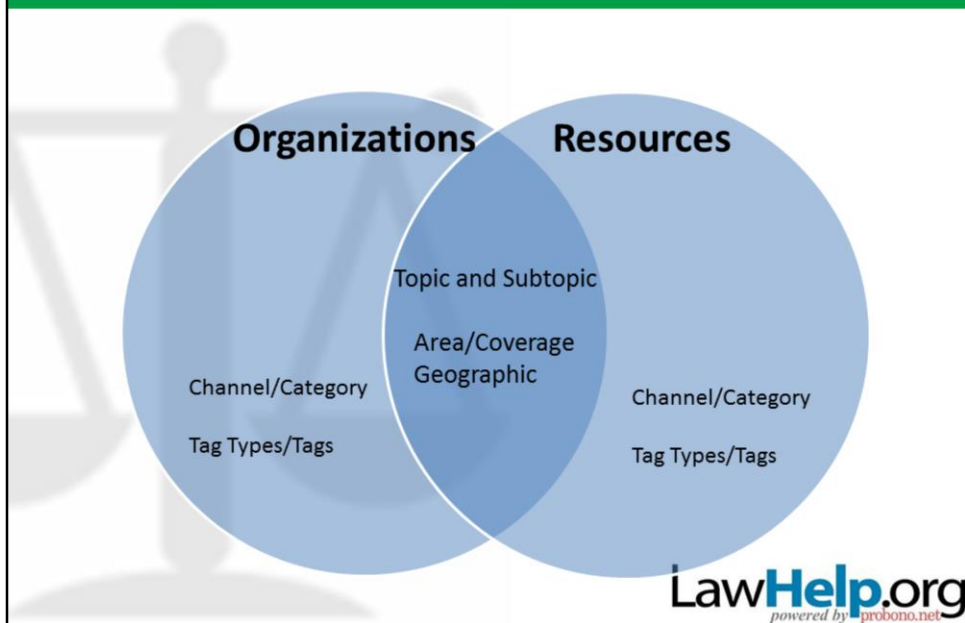 Organizations
Resources
Topic and Subtopic
Area/Coverage
Geographic
Channel/Category
Tag Types/Tags
Channel/Category
Tag Types/Tags
LawHelp.org
powered by probono.net